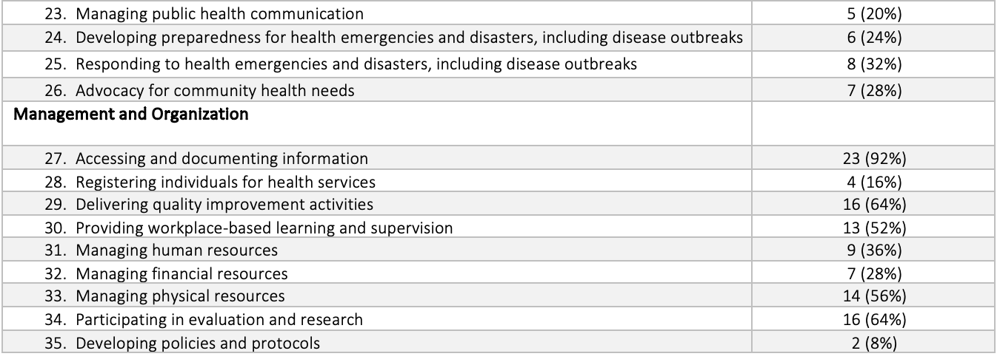 23. Managing public health communication 5 (20%)
24. Developing preparedness for health emergencies and disasters, including disease outbreaks 6 (24%)
25. Responding to health emergencies and disasters, including disease outbreaks 8 (32%)
26. Advocacy for community health needs 7 (28%)
Management and Organization
27. Accessing and documenting information 23 (92%)
28. Registering individuals for health services 4 (16%)
29. Delivering quality improvement activities 16 (64%)
30. Providing workplace-based learning and supervision 13 (52%)
31. Managing human resources 9 (36%)
32. Managing financial resources 7 (28%)
33. Managing physical resources 14 (56%)
34. Participating in evaluation and research 16 (64%)
35. Developing policies and protocols 2 (8%)